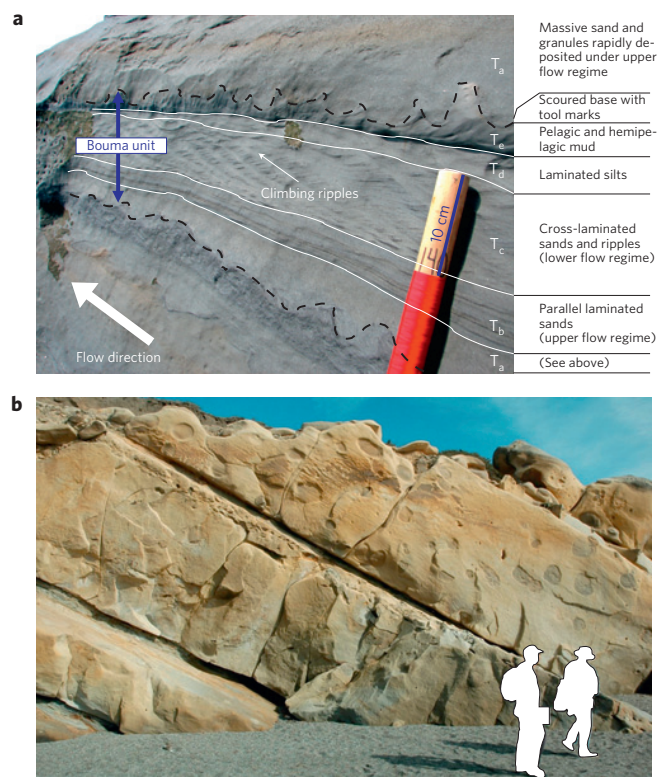 a
Massive sand and
granules rapidly de-
posited under upper
flow regime
Scoured base with
tool marks
Pelagic and hemipe-
lagic mud
Laminated silts
Cross-laminated
sands and ripples
(lower flow regime)
Parallel laminated
sands
(upper flow regime)
(See above)
Ta
Te
Td
Tc
Tb
Ta
Bouma unit
Climbing ripples
10 cm
Flow direction
b